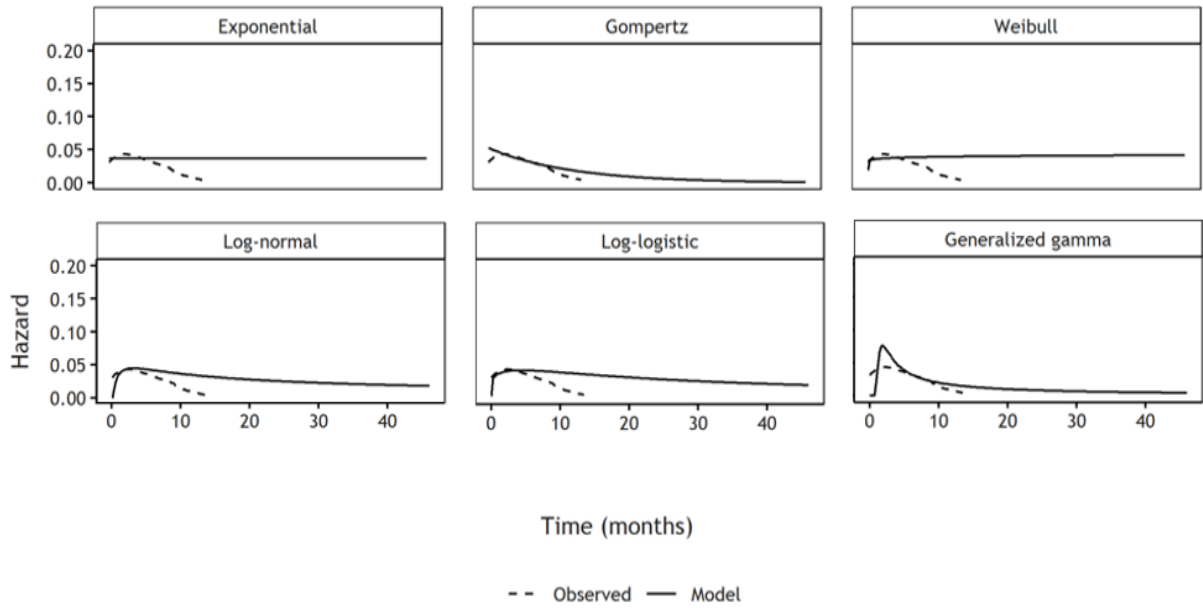 Exponential Gompertz Weibull
0.20
0.15
0.10
0.05
0.00
Log-normal Log-logistic Generalized gamma
0.20
0.15
0.10
0.05
0.00
Hazard
0 10 20 30 40 0 10 20 30 40 0 10 20 30 40
Time (months)
Observed Model